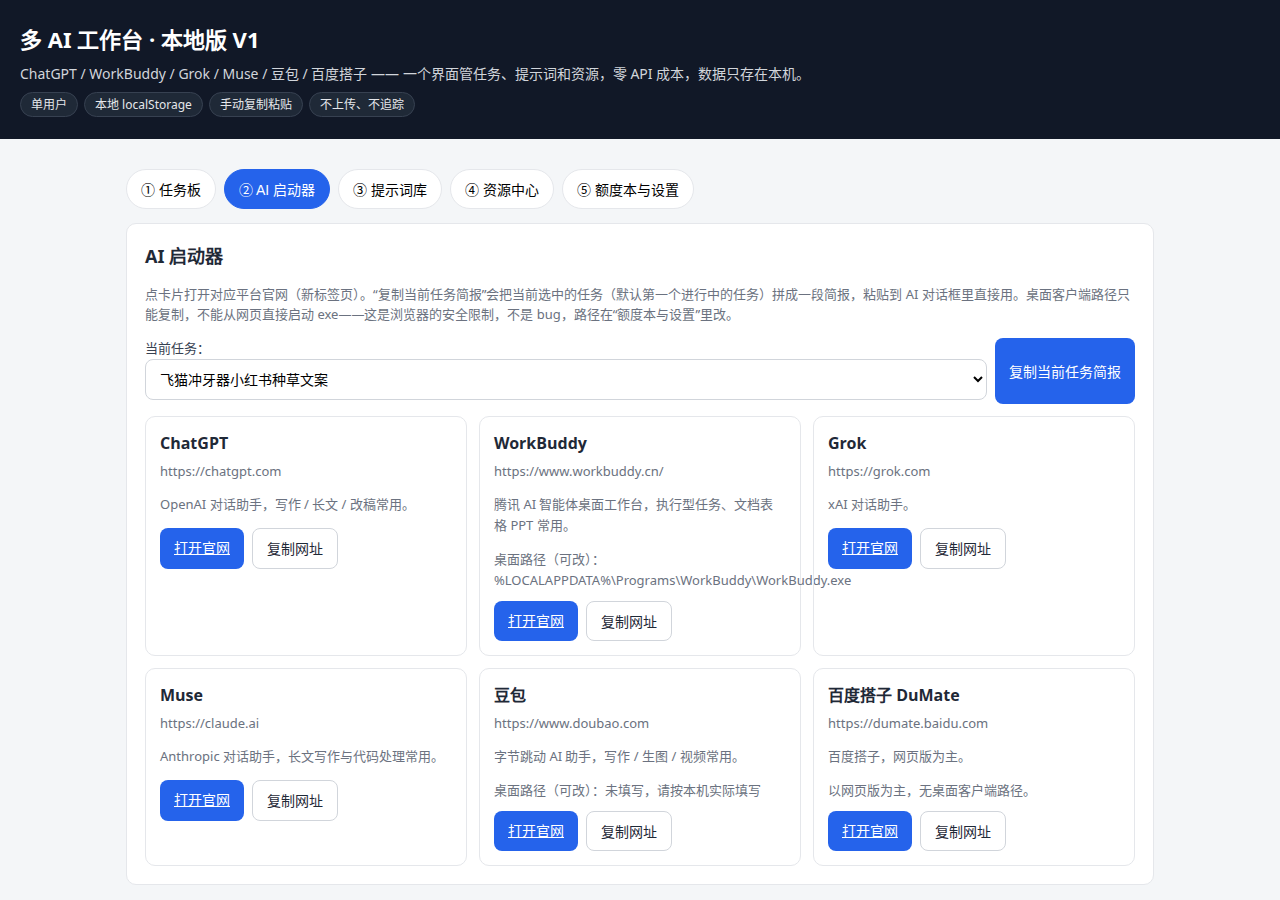 多 AI 工作台 · 本地版 V1
ChatGPT / WorkBuddy / Grok / Muse / 豆包 / 百度搭子 —— 一个界面管任务、提示词和资源，零 API 成本，数据只存在本机。
单用户 本地 localStorage 手动复制粘贴 不上传、不追踪
① 任务板 ② AI 启动器 ③ 提示词库 ④ 资源中心 ⑤ 额度本与设置
AI 启动器
点卡片打开对应平台官网（新标签页）。“复制当前任务简报”会把当前选中的任务（默认第一个进行中的任务）拼成一段简报，粘贴到 AI 对话框里直接用。桌面客户端路径只
能复制，不能从网页直接启动 exe——这是浏览器的安全限制，不是 bug，路径在“额度本与设置”里改。
当前任务：
飞猫冲牙器小红书种草文案
复制当前任务简报
ChatGPT
https://chatgpt.com
OpenAI 对话助手，写作 / 长文 / 改稿常用。
打开官网 复制网址
WorkBuddy
https://www.workbuddy.cn/
腾讯 AI 智能体桌面工作台，执行型任务、文档表
格 PPT 常用。
桌面路径（可改）：
%LOCALAPPDATA%\Programs\WorkBuddy\WorkBuddy.exe
打开官网 复制网址
Grok
https://grok.com
xAI 对话助手。
打开官网 复制网址
Muse
https://claude.ai
Anthropic 对话助手，长文写作与代码处理常用。
打开官网 复制网址
豆包
https://www.doubao.com
字节跳动 AI 助手，写作 / 生图 / 视频常用。
桌面路径（可改）：未填写，请按本机实际填写
打开官网 复制网址
百度搭子 DuMate
https://dumate.baidu.com
百度搭子，网页版为主。
以网页版为主，无桌面客户端路径。
打开官网 复制网址